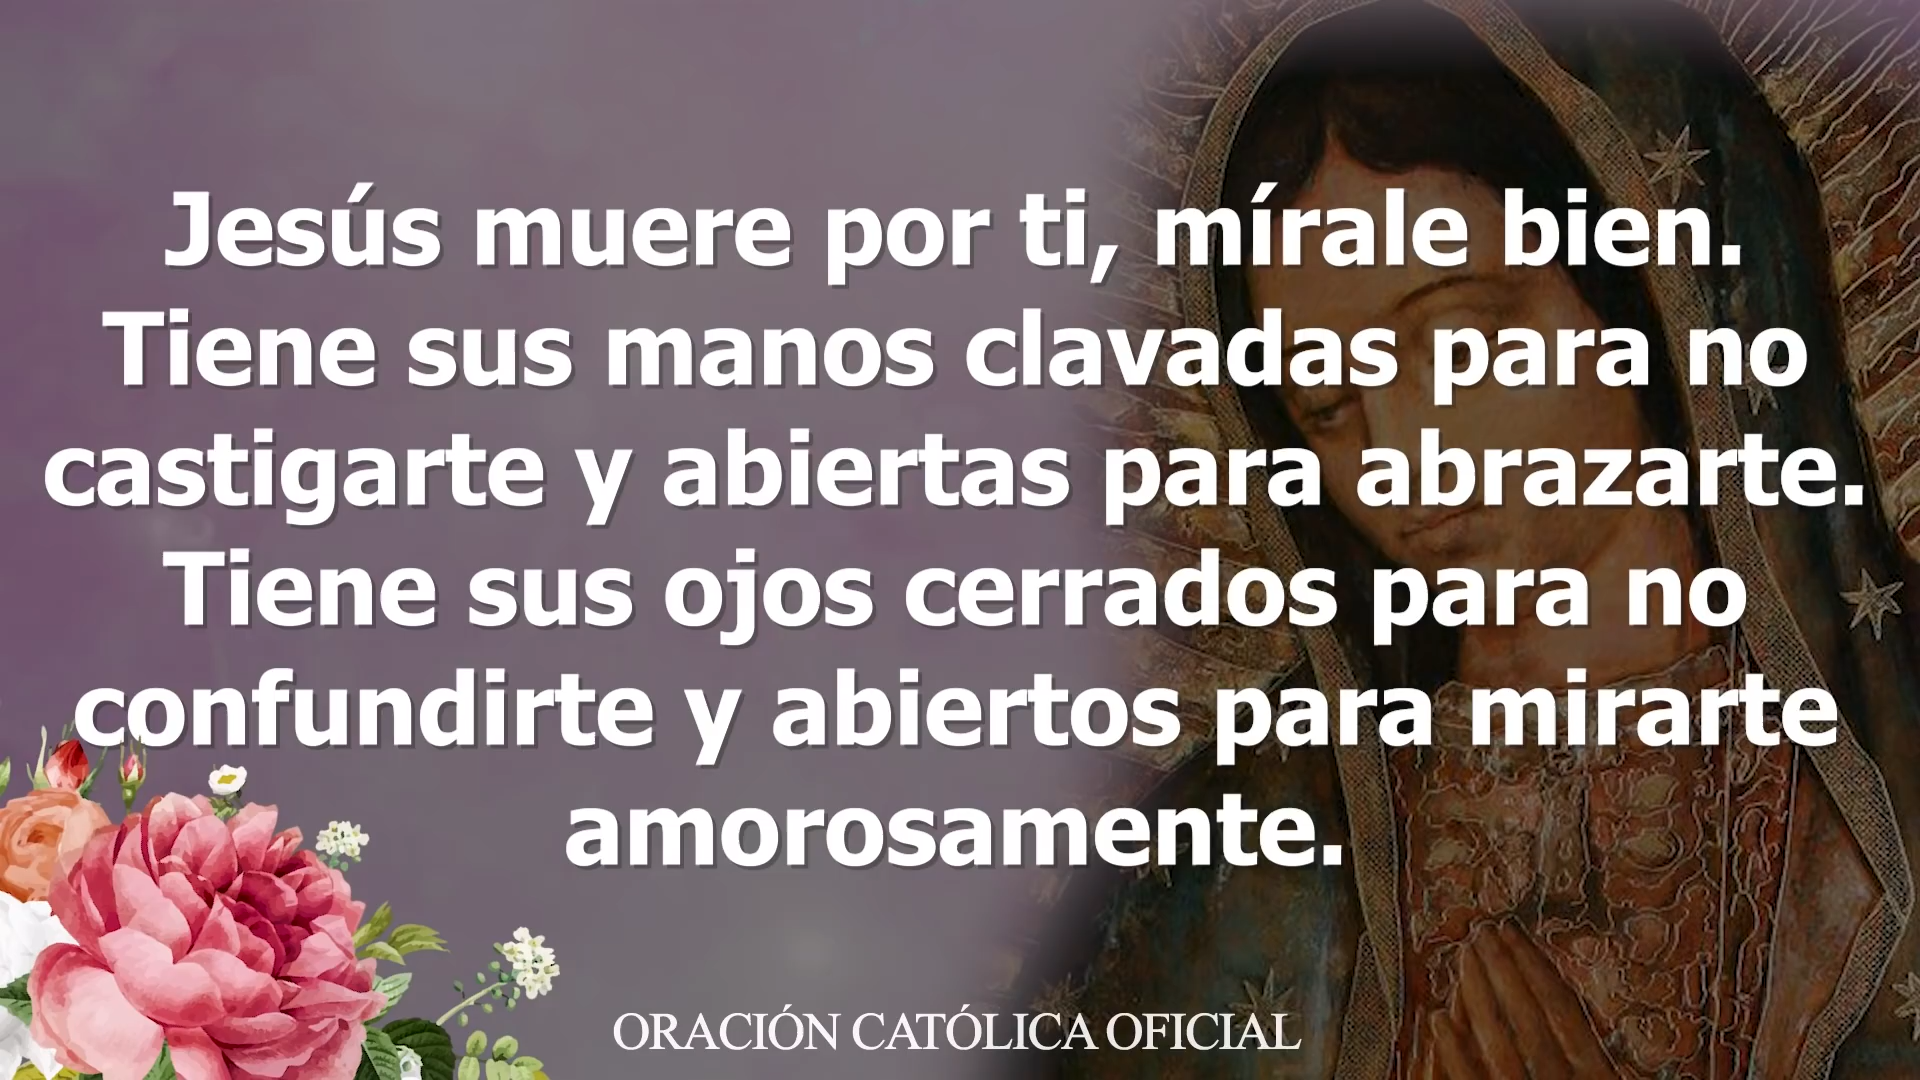 Jesús muere por ti, mírale bien.
Tiene sus manos clavadas para no
castigarte y abiertas para abrazarte.
Tiene sus ojos cerrados para no
confundirte y abiertos para mirarte
amorosamente.
ORACIÓN CATÓLICA OFICIAL